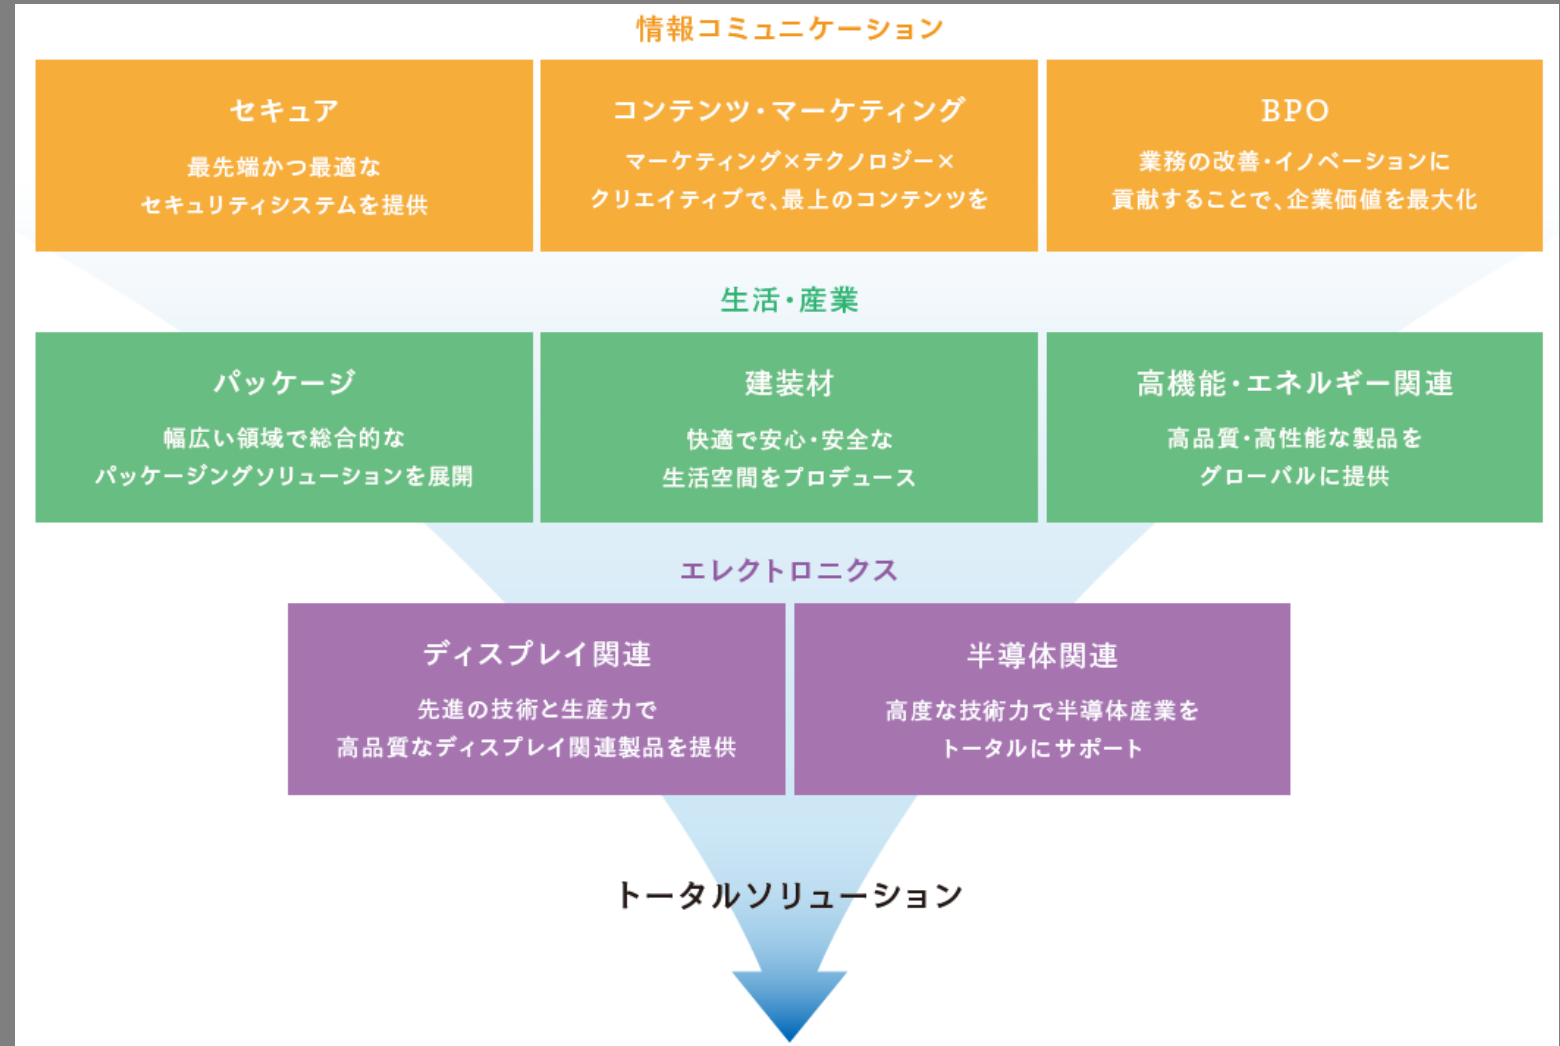 情報コミュニケーション
セキュア
最先端かつ最適な
セキュリティシステムを提供
コンテンツ・マーケティング
マーケティング×テクノロジー×
クリエイティブで、最上のコンテンツを
BPO
業務の改善・イノベーションに
貢献することで、企業価値を最大化
生活・産業
パッケージ
幅広い領域で総合的な
パッケージングソリューションを展開
建装材
快適で安心・安全な
生活空間をプロデュース
高機能・エネルギー関連
高品質・高性能な製品を
グローバルに提供
エレクトロニクス
ディスプレイ関連
先進の技術と生産力で
高品質なディスプレイ関連製品を提供
半導体関連
高度な技術力で半導体産業を
トータルにサポート
トータルソリューション